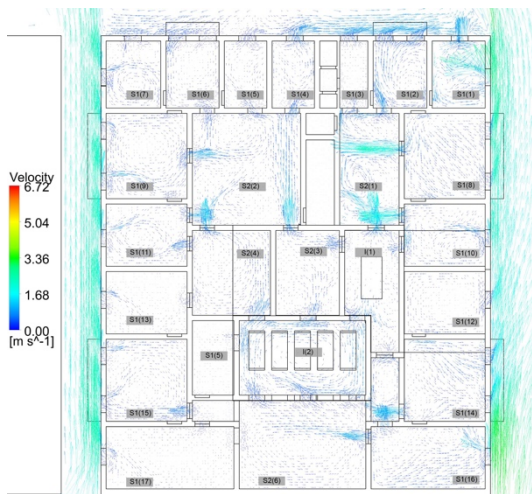 S1(7)
S1(6)
S1(5)
S1(4)
S1(3)
S1(2)
S1(1)
Velocity
6.72
5.04
3.36
1.68
0.00
[m s^-1]
S1(9)
S2(2)
S2(1)
S1(8)
S1(11)
S2(4)
S2(3)
I(1)
S1(10)
S1(13)
S1(12)
S1(5)
I(2)
S1(15)
S1(14)
S1(17)
S2(6)
S1(16)